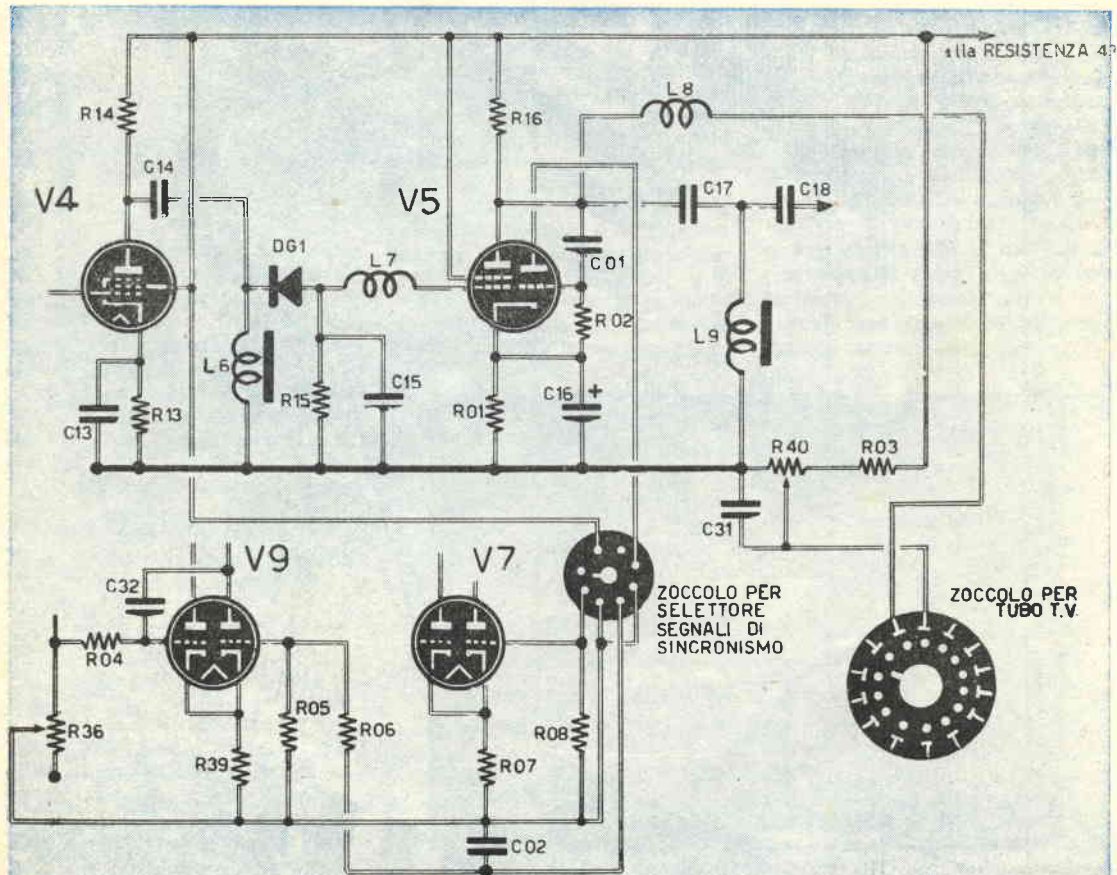 alla RESISTENZA 4
R14
R16
L8
C14
V4
V5
C17
C18
DG1
L7
C01
R02
L9
L6
R15
C15
R01
C16
+
C13
R13
R40
R03
C31
V9
V7
C32
ZOCCOLO PER
SELETTORE
SEGNALI DI
SINCRONISMO
ZOCCOLO PER
TUBO T.V.
R04
R36
R05
R06
R08
R39
R07
C02